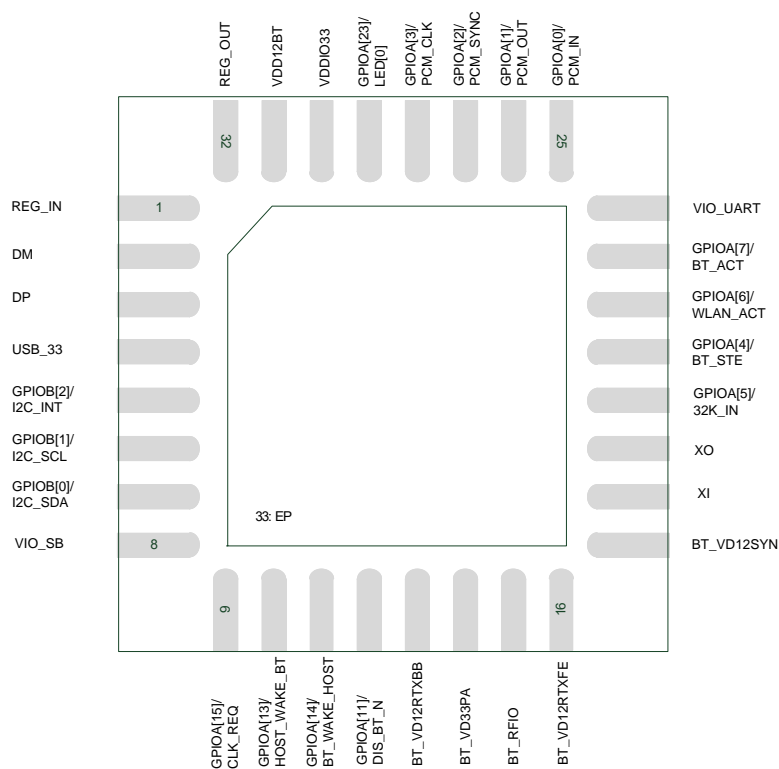 REG_OUT
VDD12BT
VDDIO33
GPIOA[23]/
LED[0]
GPIOA[3]/
PCM_CLK
GPIOA[2]/
PCM_SYNC
GPIOA[1]/
PCM_OUT
GPIOA[0]/
PCM_IN
32
25
REG_IN
1
DM
DP
USB_33
GPIOB[2]/
I2C_INT
GPIOB[1]/
I2C_SCL
GPIOB[0]/
I2C_SDA
VIO_SB
8
VIO_UART
GPIOA[7]/
BT_ACT
GPIOA[6]/
WLAN_ACT
GPIOA[4]/
BT_STE
GPIOA[5]/
32K_IN
XO
XI
BT_VD12SYN
33: EP
9
16
GPIOA[15]/
CLK_REQ
GPIOA[13]/
HOST_WAKE_BT
GPIOA[14]/
BT_WAKE_HOST
GPIOA[11]/
DIS_BT_N
BT_VD12RTXBB
BT_VD33PA
BT_RFIO
BT_VD12RTXFE